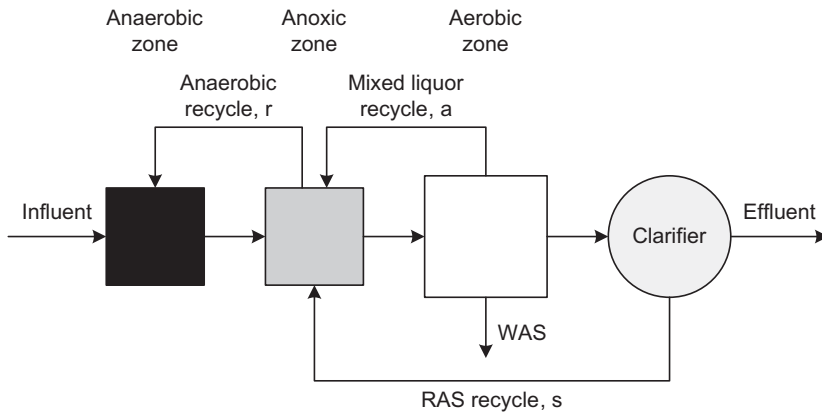 Anaerobic
zone
Anoxic
zone
Aerobic
zone
Anaerobic
recycle, r
Mixed liquor
recycle, a
Influent
Clarifier
Effluent
WAS
RAS recycle, s